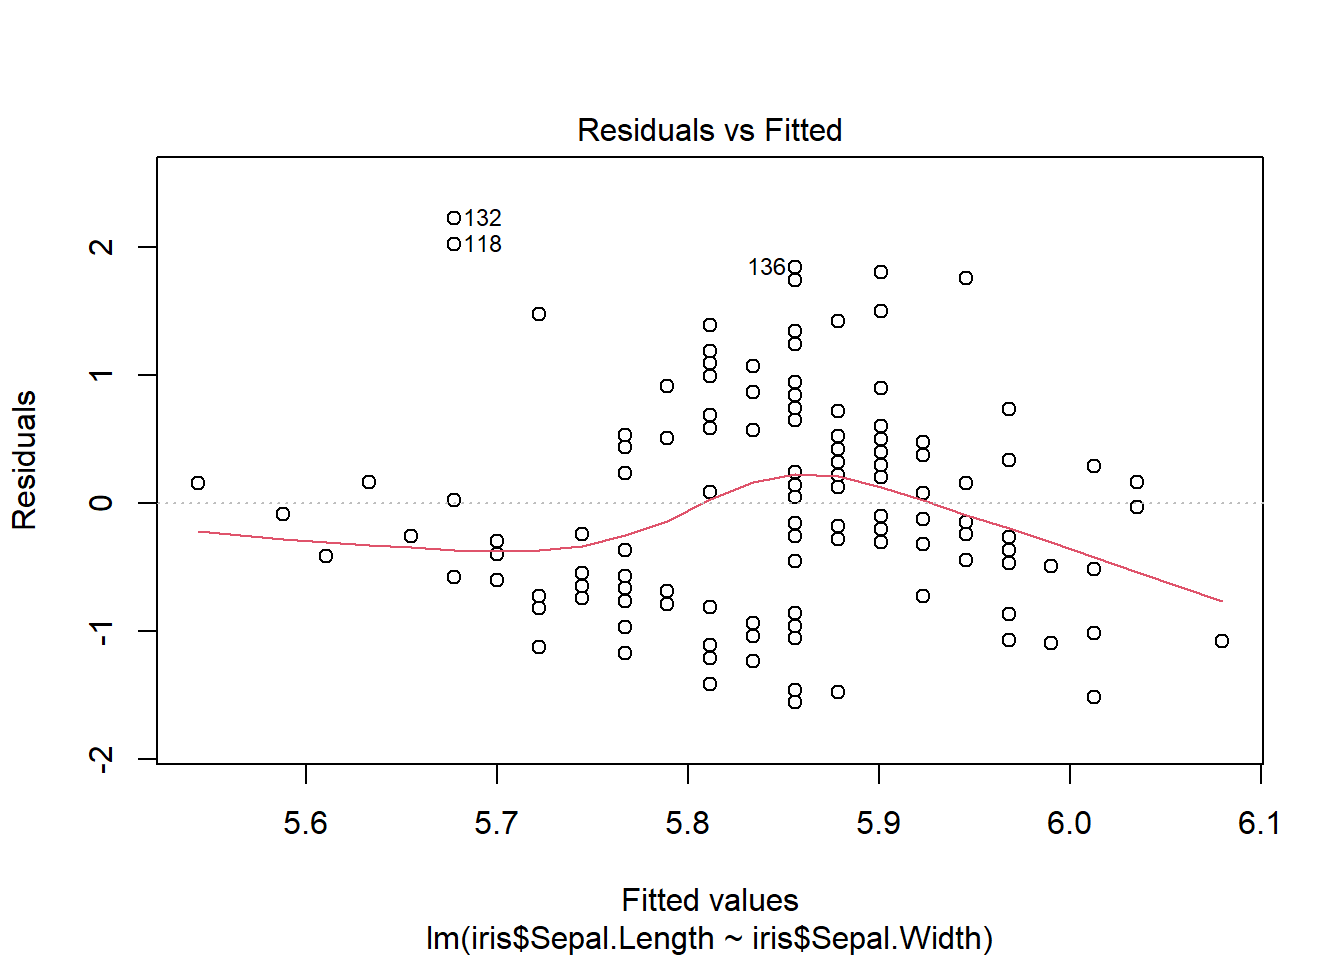 Residuals vs Fitted
132
118
136
Residuals
2
1
0
-1
-2
5.6 5.7 5.8 5.9 6.0 6.1
Fitted values
lm(iris$Sepal.Length ~ iris$Sepal.Width)